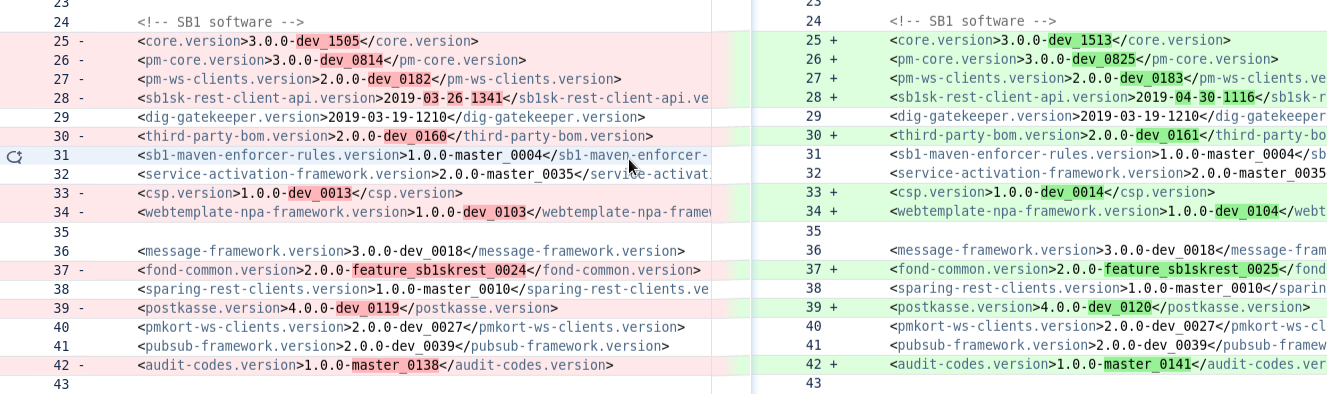 23
24 <!-- SB1 software -->
25 - <core.version>3.0.0-dev_1505</core.version>
26 - <pm-core.version>3.0.0-dev_0814</pm-core.version>
27 - <pm-ws-clients.version>2.0.0-dev_0182</pm-ws-clients.version>
28 - <sb1sk-rest-client-api.version>2019-03-26-1341</sb1sk-rest-client-api.ve
29 <dig-gatekeeper.version>2019-03-19-1210</dig-gatekeeper.version>
30 - <third-party-bom.version>2.0.0-dev_0160</third-party-bom.version>
31 <sb1-maven-enforcer-rules.version>1.0.0-master_0004</sb1-maven-enforcer-
32 <service-activation-framework.version>2.0.0-master_0035</service-activat
33 - <csp.version>1.0.0-dev_0013</csp.version>
34 - <webtemplate-npa-framework.version>1.0.0-dev_0103</webtemplate-npa-framew
35
36 <message-framework.version>3.0.0-dev_0018</message-framework.version>
37 - <fond-common.version>2.0.0-feature_sb1skrest_0024</fond-common.version>
38 <sparing-rest-clients.version>1.0.0-master_0010</sparing-rest-clients.ve
39 - <postkasse.version>4.0.0-dev_0119</postkasse.version>
40 <pmkort-ws-clients.version>2.0.0-dev_0027</pmkort-ws-clients.version>
41 <pubsub-framework.version>2.0.0-dev_0039</pubsub-framework.version>
42 - <audit-codes.version>1.0.0-master_0138</audit-codes.version>
43
23
24 <!-- SB1 software -->
25 + <core.version>3.0.0-dev_1513</core.version>
26 + <pm-core.version>3.0.0-dev_0825</pm-core.version>
27 + <pm-ws-clients.version>2.0.0-dev_0183</pm-ws-clients.ve
28 + <sb1sk-rest-client-api.version>2019-04-30-1116</sb1sk-r
29 <dig-gatekeeper.version>2019-03-19-1210</dig-gatekeeper
30 + <third-party-bom.version>2.0.0-dev_0161</third-party-bo
31 <sb1-maven-enforcer-rules.version>1.0.0-master_0004</sb
32 <service-activation-framework.version>2.0.0-master_0035
33 + <csp.version>1.0.0-dev_0014</csp.version>
34 + <webtemplate-npa-framework.version>1.0.0-dev_0104</webt
35
36 <message-framework.version>3.0.0-dev_0018</message-fram
37 + <fond-common.version>2.0.0-feature_sb1skrest_0025</fond
38 <sparing-rest-clients.version>1.0.0-master_0010</sparin
39 + <postkasse.version>4.0.0-dev_0120</postkasse.version>
40 <pmkort-ws-clients.version>2.0.0-dev_0027</pmkort-ws-cl
41 <pubsub-framework.version>2.0.0-dev_0039</pubsub-framew
42 + <audit-codes.version>1.0.0-master_0141</audit-codes.ver
43